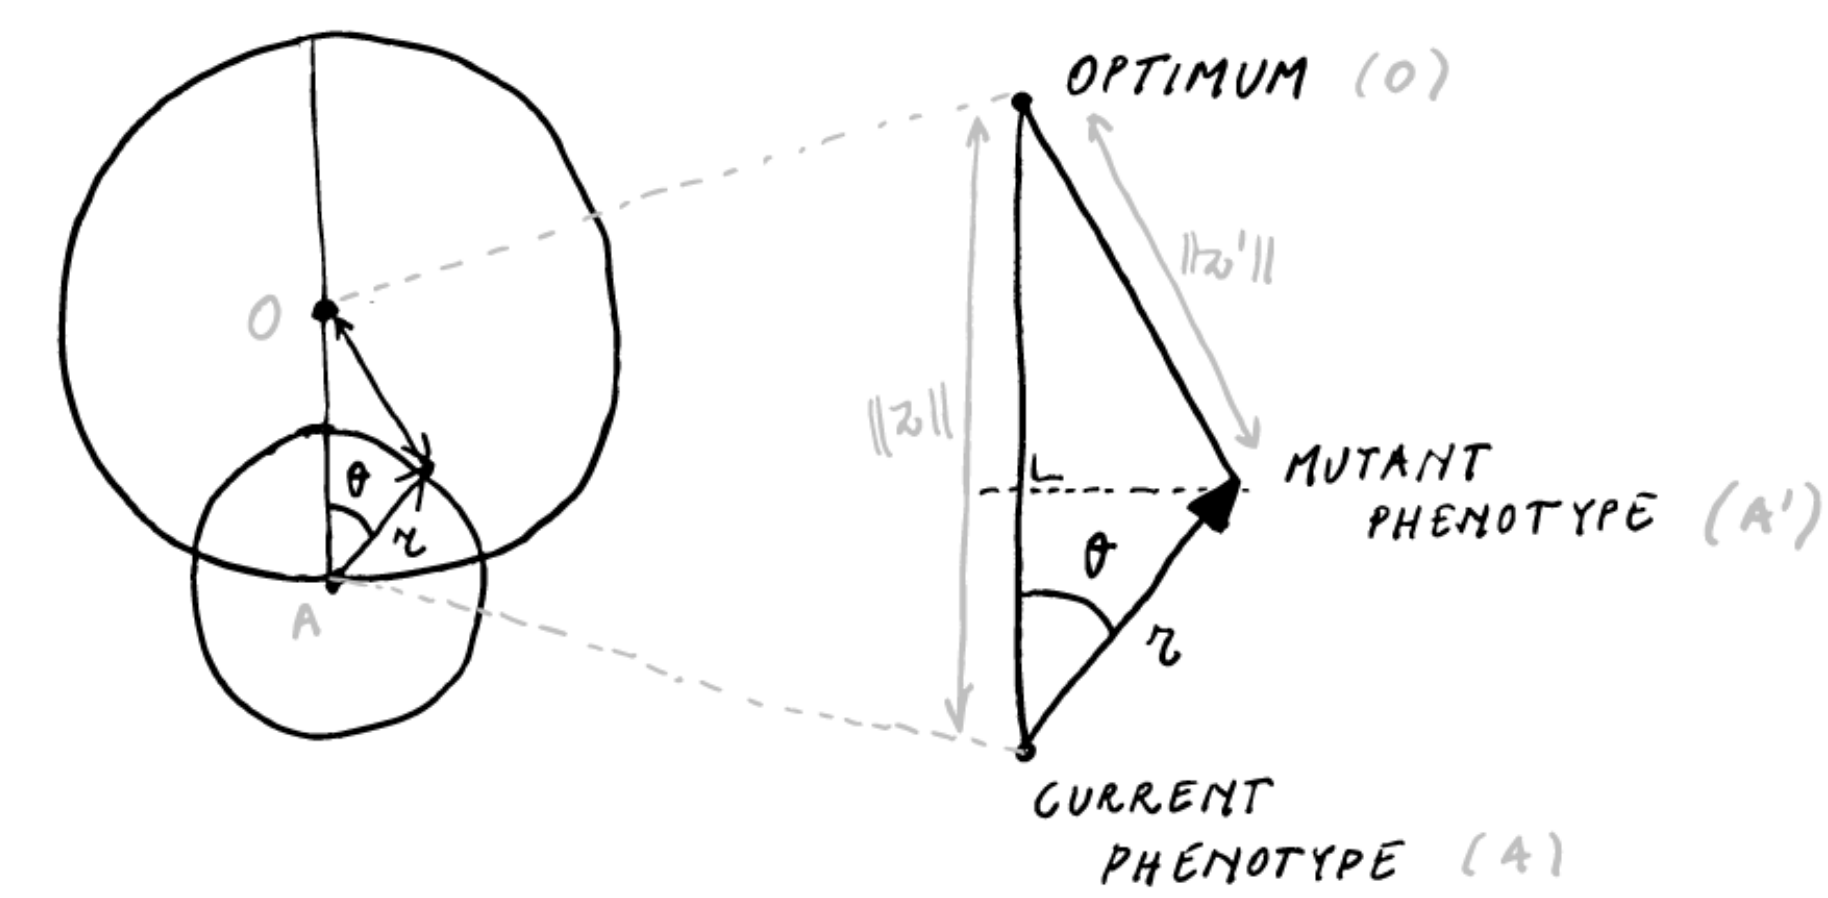 O
θ
r
A
OPTIMUM (O)
||z||
||z'||
MUTANT
PHENOTYPE (A')
θ
r
CURRENT
PHENOTYPE (A)